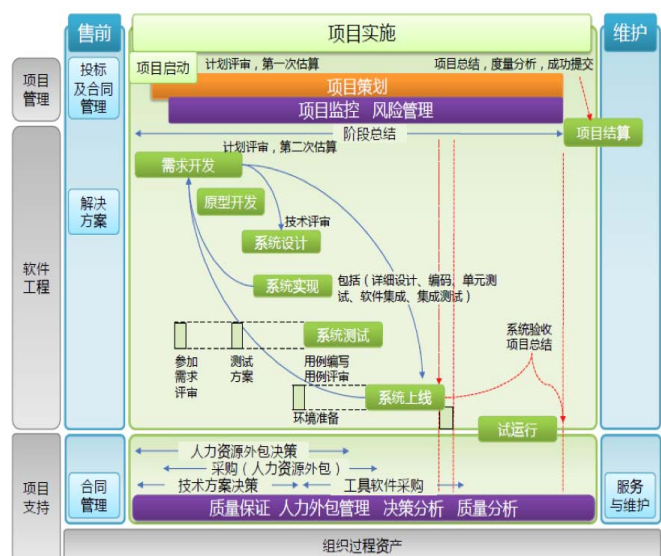 售前
项目实施
维护
项目
管理
投标
及合同
管理
项目启动
计划评审，第一次估算
项目总结，度量分析，成功提交
项目策划
项目监控 风险管理
阶段总结
项目结算
软件
工程
解决
方案
计划评审，第二次估算
需求开发
原型开发
技术评审
系统设计
系统实现
包括（详细设计、编码、单元测
试、软件集成、集成测试）
系统测试
系统验收
项目总结
参加
需求
评审
测试
方案
用例编写
用例评审
系统上线
环境准备
试运行
项目
支持
合同
管理
人力资源外包决策
采购（人力资源外包）
技术方案决策
工具软件采购
质量保证 人力外包管理 决策分析 质量分析
服务
与维护
组织过程资产